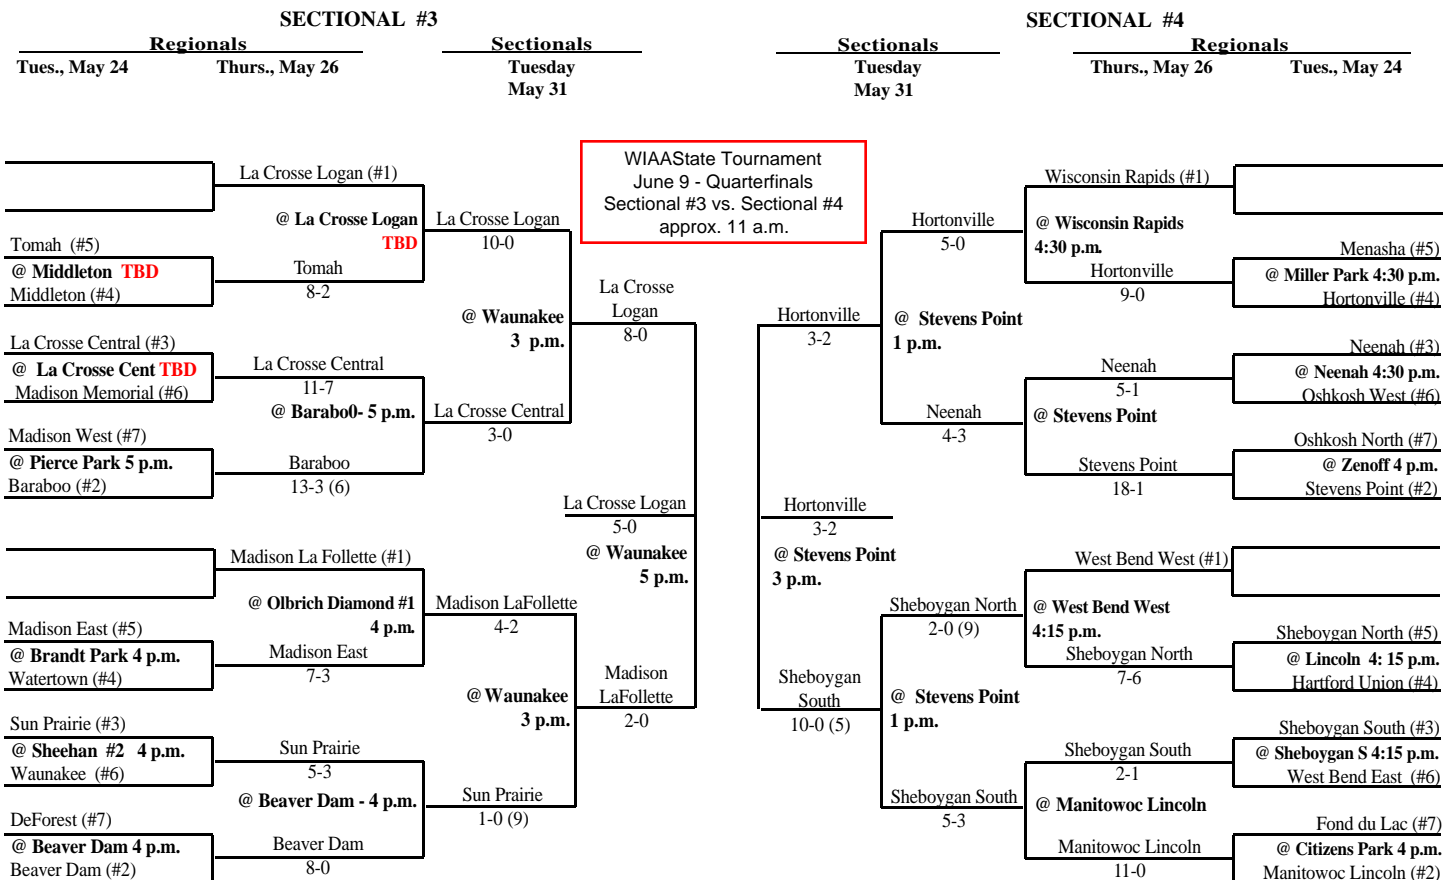 SECTIONAL #3
Regionals
Sectionals
Tues., May 24
Thurs., May 26
Tuesday
May 31
La Crosse Logan (#1)
@ La Crosse Logan
TBD
La Crosse Logan
10-0
Tomah (#5)
@ Middleton TBD
Middleton (#4)
Tomah
8-2
La Crosse
Logan
8-0
@ Waunakee
3 p.m.
La Crosse Central (#3)
@ La Crosse Cent TBD
Madison Memorial (#6)
La Crosse Central
11-7
@ Barabo0- 5 p.m.
La Crosse Central
3-0
Madison West (#7)
@ Pierce Park 5 p.m.
Baraboo (#2)
Baraboo
13-3 (6)
La Crosse Logan
5-0
@ Waunakee
5 p.m.
Madison La Follette (#1)
@ Olbrich Diamond #1
4 p.m.
Madison LaFollette
4-2
Madison East (#5)
@ Brandt Park 4 p.m.
Watertown (#4)
Madison East
7-3
Madison
LaFollette
2-0
@ Waunakee
3 p.m.
Sun Prairie (#3)
@ Sheehan #2 4 p.m.
Waunakee (#6)
Sun Prairie
5-3
@ Beaver Dam - 4 p.m.
Sun Prairie
1-0 (9)
DeForest (#7)
@ Beaver Dam 4 p.m.
Beaver Dam (#2)
Beaver Dam
8-0
WIAAState Tournament
June 9 - Quarterfinals
Sectional #3 vs. Sectional #4
approx. 11 a.m.
SECTIONAL #4
Sectionals
Regionals
Tuesday
May 31
Thurs., May 26
Tues., May 24
Wisconsin Rapids (#1)
Hortonville
5-0
@ Wisconsin Rapids
4:30 p.m.
Menasha (#5)
@ Miller Park 4:30 p.m.
Hortonville (#4)
Hortonville
9-0
Hortonville
3-2
@ Stevens Point
1 p.m.
Neenah (#3)
@ Neenah 4:30 p.m.
Oshkosh West (#6)
Neenah
5-1
Neenah
4-3
@ Stevens Point
Oshkosh North (#7)
@ Zenoff 4 p.m.
Stevens Point (#2)
Stevens Point
18-1
Hortonville
3-2
@ Stevens Point
3 p.m.
West Bend West (#1)
Sheboygan North
2-0 (9)
@ West Bend West
4:15 p.m.
Sheboygan North (#5)
@ Lincoln 4: 15 p.m.
Hartford Union (#4)
Sheboygan North
7-6
Sheboygan
South
10-0 (5)
@ Stevens Point
1 p.m.
Sheboygan South (#3)
@ Sheboygan S 4:15 p.m.
West Bend East (#6)
Sheboygan South
2-1
Sheboygan South
5-3
@ Manitowoc Lincoln
Fond du Lac (#7)
@ Citizens Park 4 p.m.
Manitowoc Lincoln (#2)
Manitowoc Lincoln
11-0